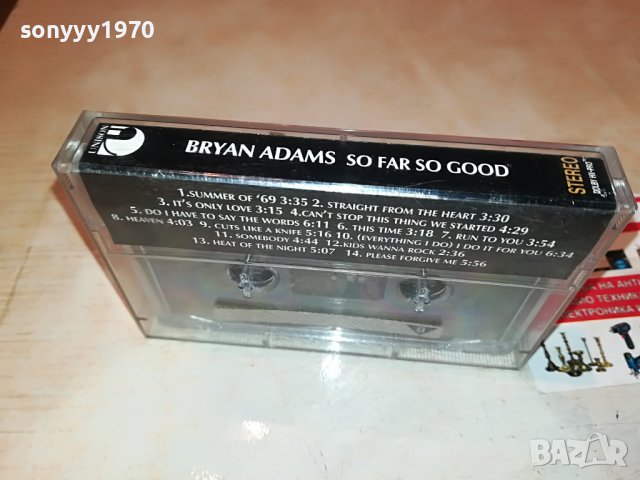 sonyyy1970
UNISON
BRYAN ADAMS SO FAR SO GOOD
STEREO
1.SUMMER OF '69 3:35 2. STRAIGHT FROM THE HEART 3:30
3. IT'S ONLY LOVE 3:15 4.CAN'T STOP THIS THING WE STARTED 4:29
5. DO I HAVE TO SAY THE WORDS 6:11 6. THIS TIME 3:18 7. RUN TO YOU 3:54
8. HEAVEN 4:03 9. CUTS LIKE A KNIFE 5:16 10. (EVERYTHING I DO) I DO IT FOR YOU 6:34
11. SOMEBODY 4:44 12.KIDS WANNA ROCK 2:36
13. HEAT OF THE NIGHT 5:07 14. PLEASE FORGIVE ME 5:56
НА АНТИ
ТЕХНИК
ЕКТРОНИКА
BAZAR